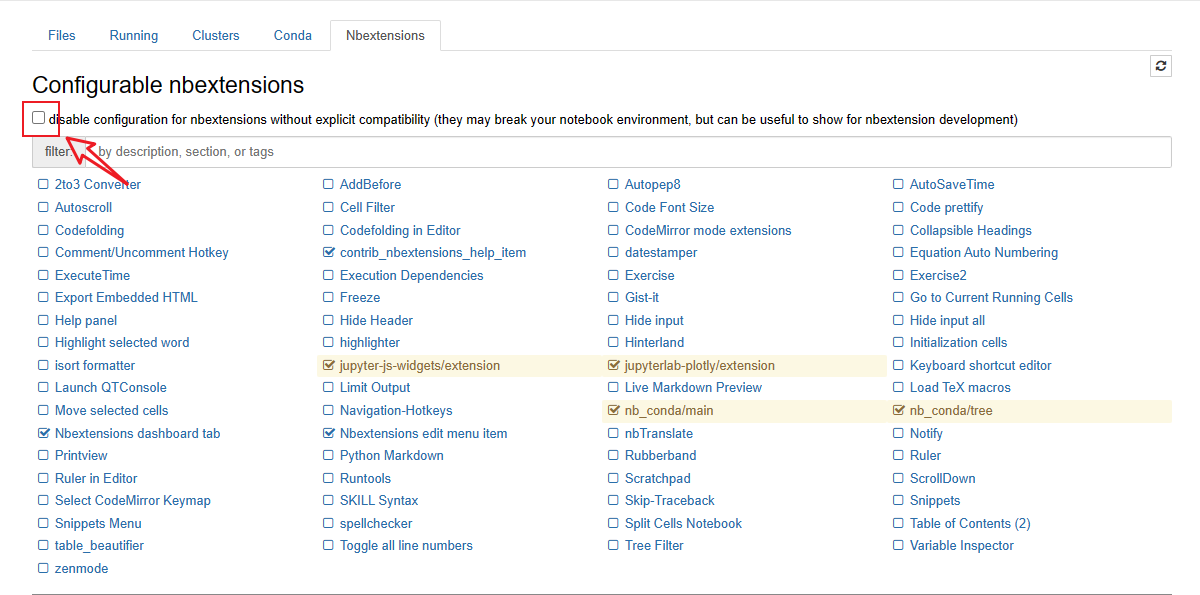 Files Running Clusters Conda Nbextensions
Configurable nbextensions
disable configuration for nbextensions without explicit compatibility (they may break your notebook environment, but can be useful to show for nbextension development)
filter: by description, section, or tags
2to3 Converter AddBefore Autopep8 AutoSaveTime
Autoscroll Cell Filter Code Font Size Code prettify
Codefolding Codefolding in Editor CodeMirror mode extensions Collapsible Headings
Comment/Uncomment Hotkey contrib_nbextensions_help_item datestamper Equation Auto Numbering
ExecuteTime Execution Dependencies Exercise Exercise2
Export Embedded HTML Freeze Gist-it Go to Current Running Cells
Help panel Hide Header Hide input Hide input all
Highlight selected word highlighter Hinterland Initialization cells
isort formatter jupyter-js-widgets/extension jupyterlab-plotly/extension Keyboard shortcut editor
Launch QTConsole Limit Output Live Markdown Preview Load TeX macros
Move selected cells Navigation-Hotkeys nb_conda/main nb_conda/tree
Nbextensions dashboard tab Nbextensions edit menu item nbTranslate Notify
Printview Python Markdown Rubberband Ruler
Ruler in Editor Runtools Scratchpad ScrollDown
Select CodeMirror Keymap SKILL Syntax Skip-Traceback Snippets
Snippets Menu spellchecker Split Cells Notebook Table of Contents (2)
table_beautifier Toggle all line numbers Tree Filter Variable Inspector
zenmode